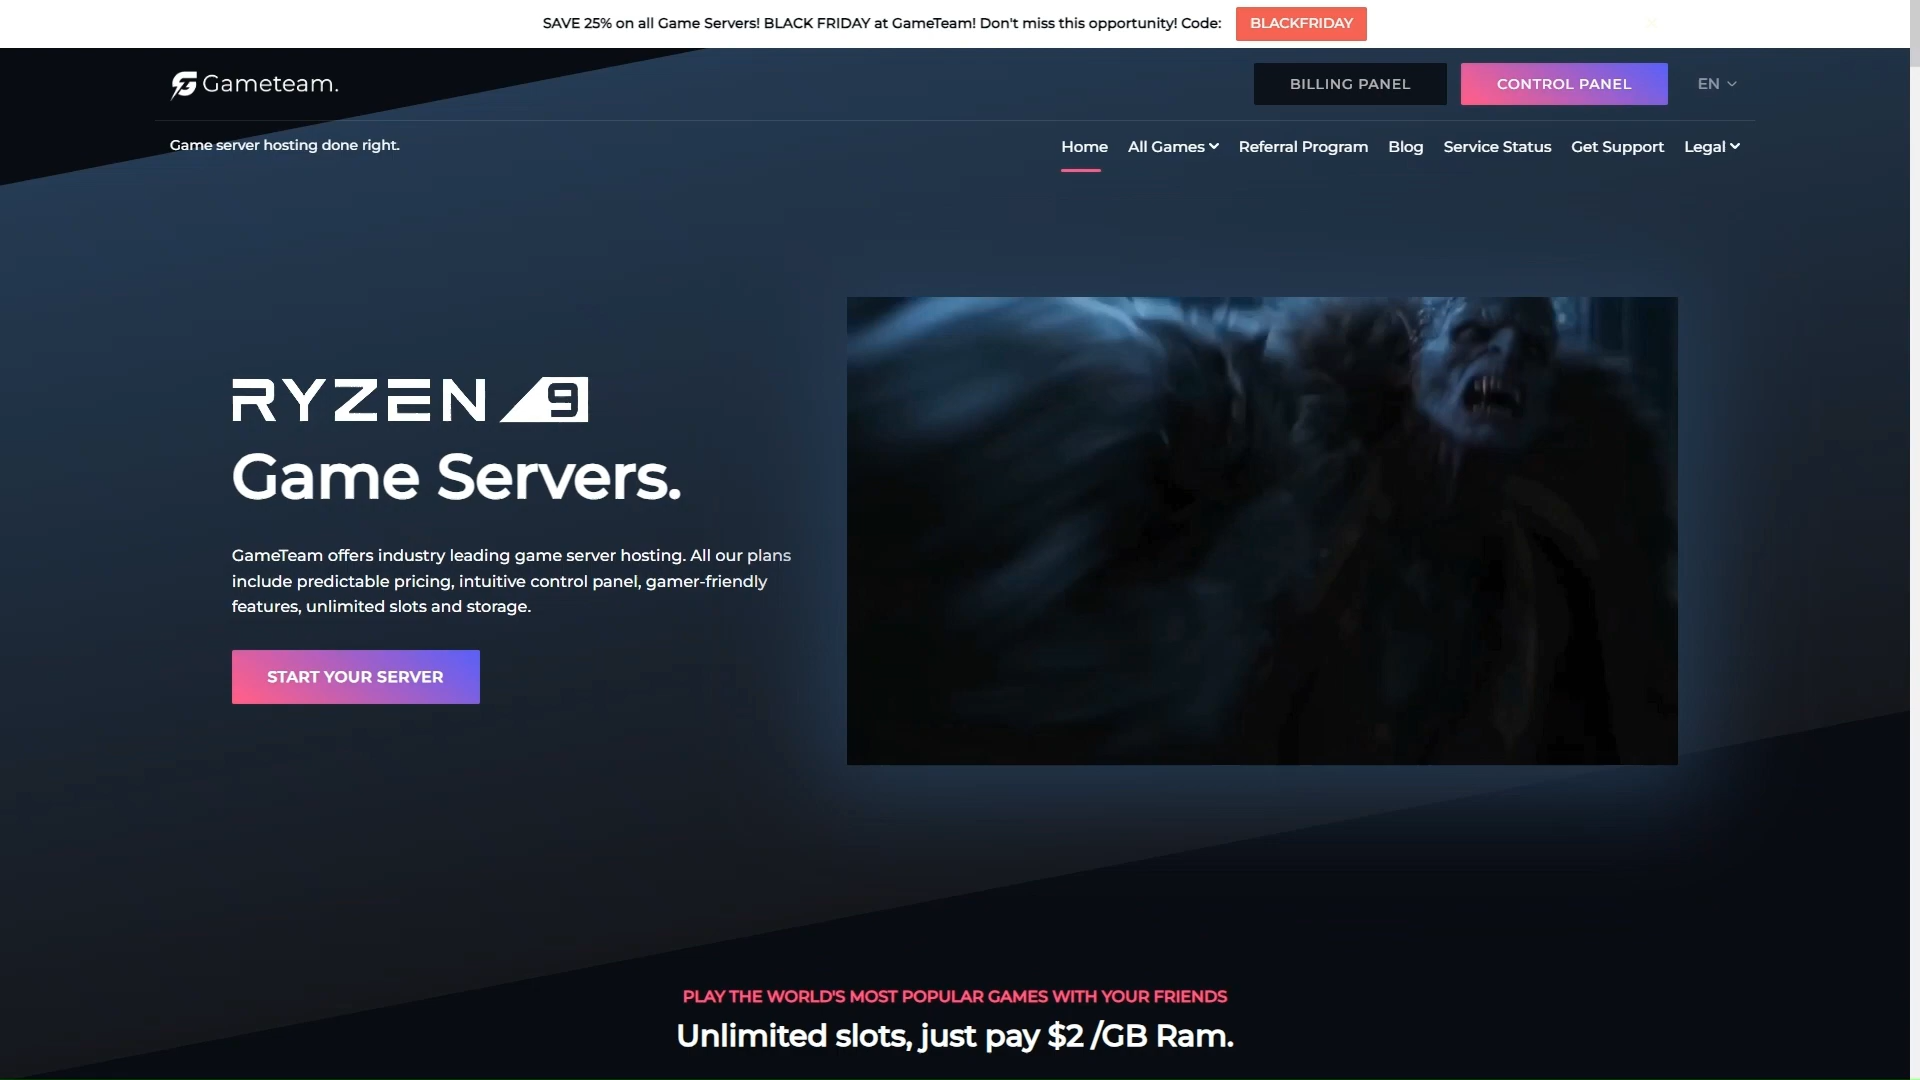 SAVE 25% on all Game Servers! BLACK FRIDAY at GameTeam! Don't miss this opportunity! Code: BLACKFRIDAY
Gameteam.
BILLING PANEL
CONTROL PANEL
EN
Game server hosting done right.
Home
All Games
Referral Program
Blog
Service Status
Get Support
Legal
RYZEN 9
Game Servers.
GameTeam offers industry leading game server hosting. All our plans
include predictable pricing, intuitive control panel, gamer-friendly
features, unlimited slots and storage.
START YOUR SERVER
PLAY THE WORLD'S MOST POPULAR GAMES WITH YOUR FRIENDS
Unlimited slots, just pay $2 /GB Ram.